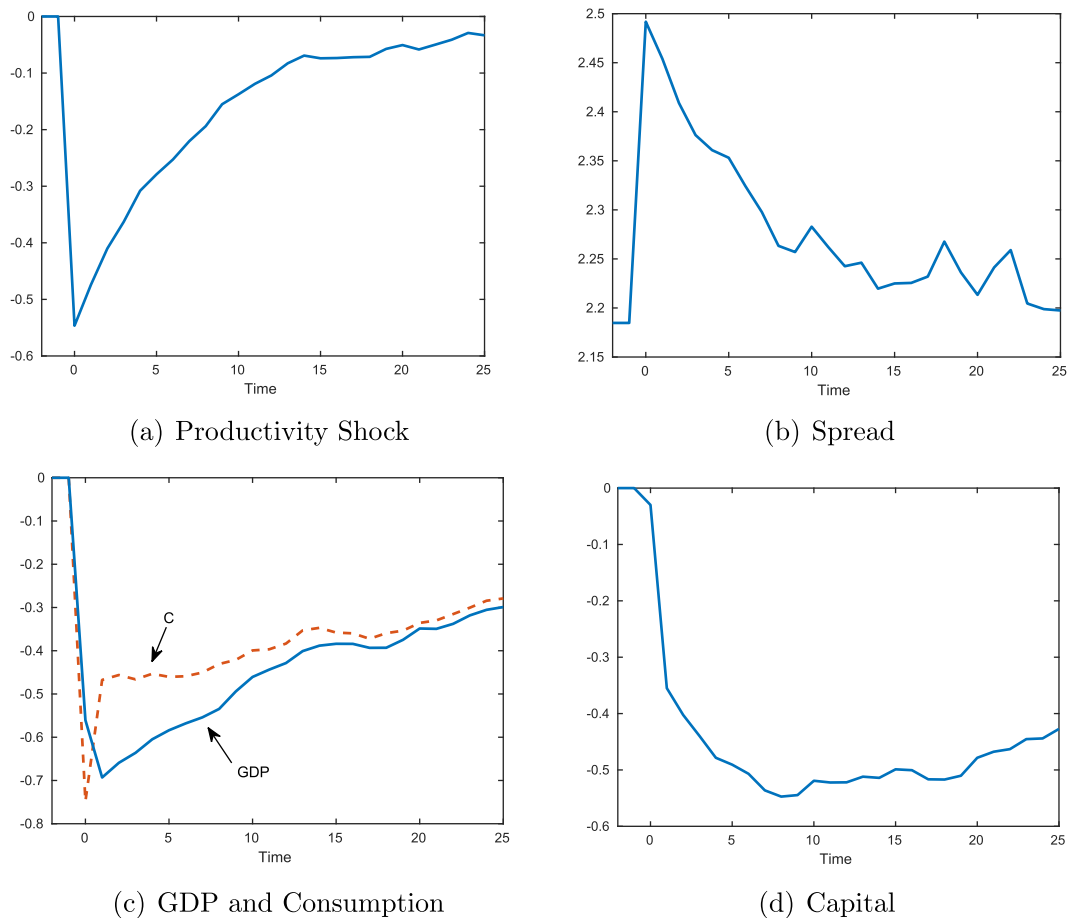 0
-0.1
-0.2
-0.3
-0.4
-0.5
-0.6
0 5 10 15 20 25
Time
(a) Productivity Shock
2.5
2.45
2.4
2.35
2.3
2.25
2.2
2.15
0 5 10 15 20 25
Time
(b) Spread
0
-0.1
-0.2
-0.3
-0.4
-0.5
-0.6
-0.7
-0.8
C
GDP
0 5 10 15 20 25
Time
(c) GDP and Consumption
0
-0.1
-0.2
-0.3
-0.4
-0.5
-0.6
0 5 10 15 20 25
Time
(d) Capital